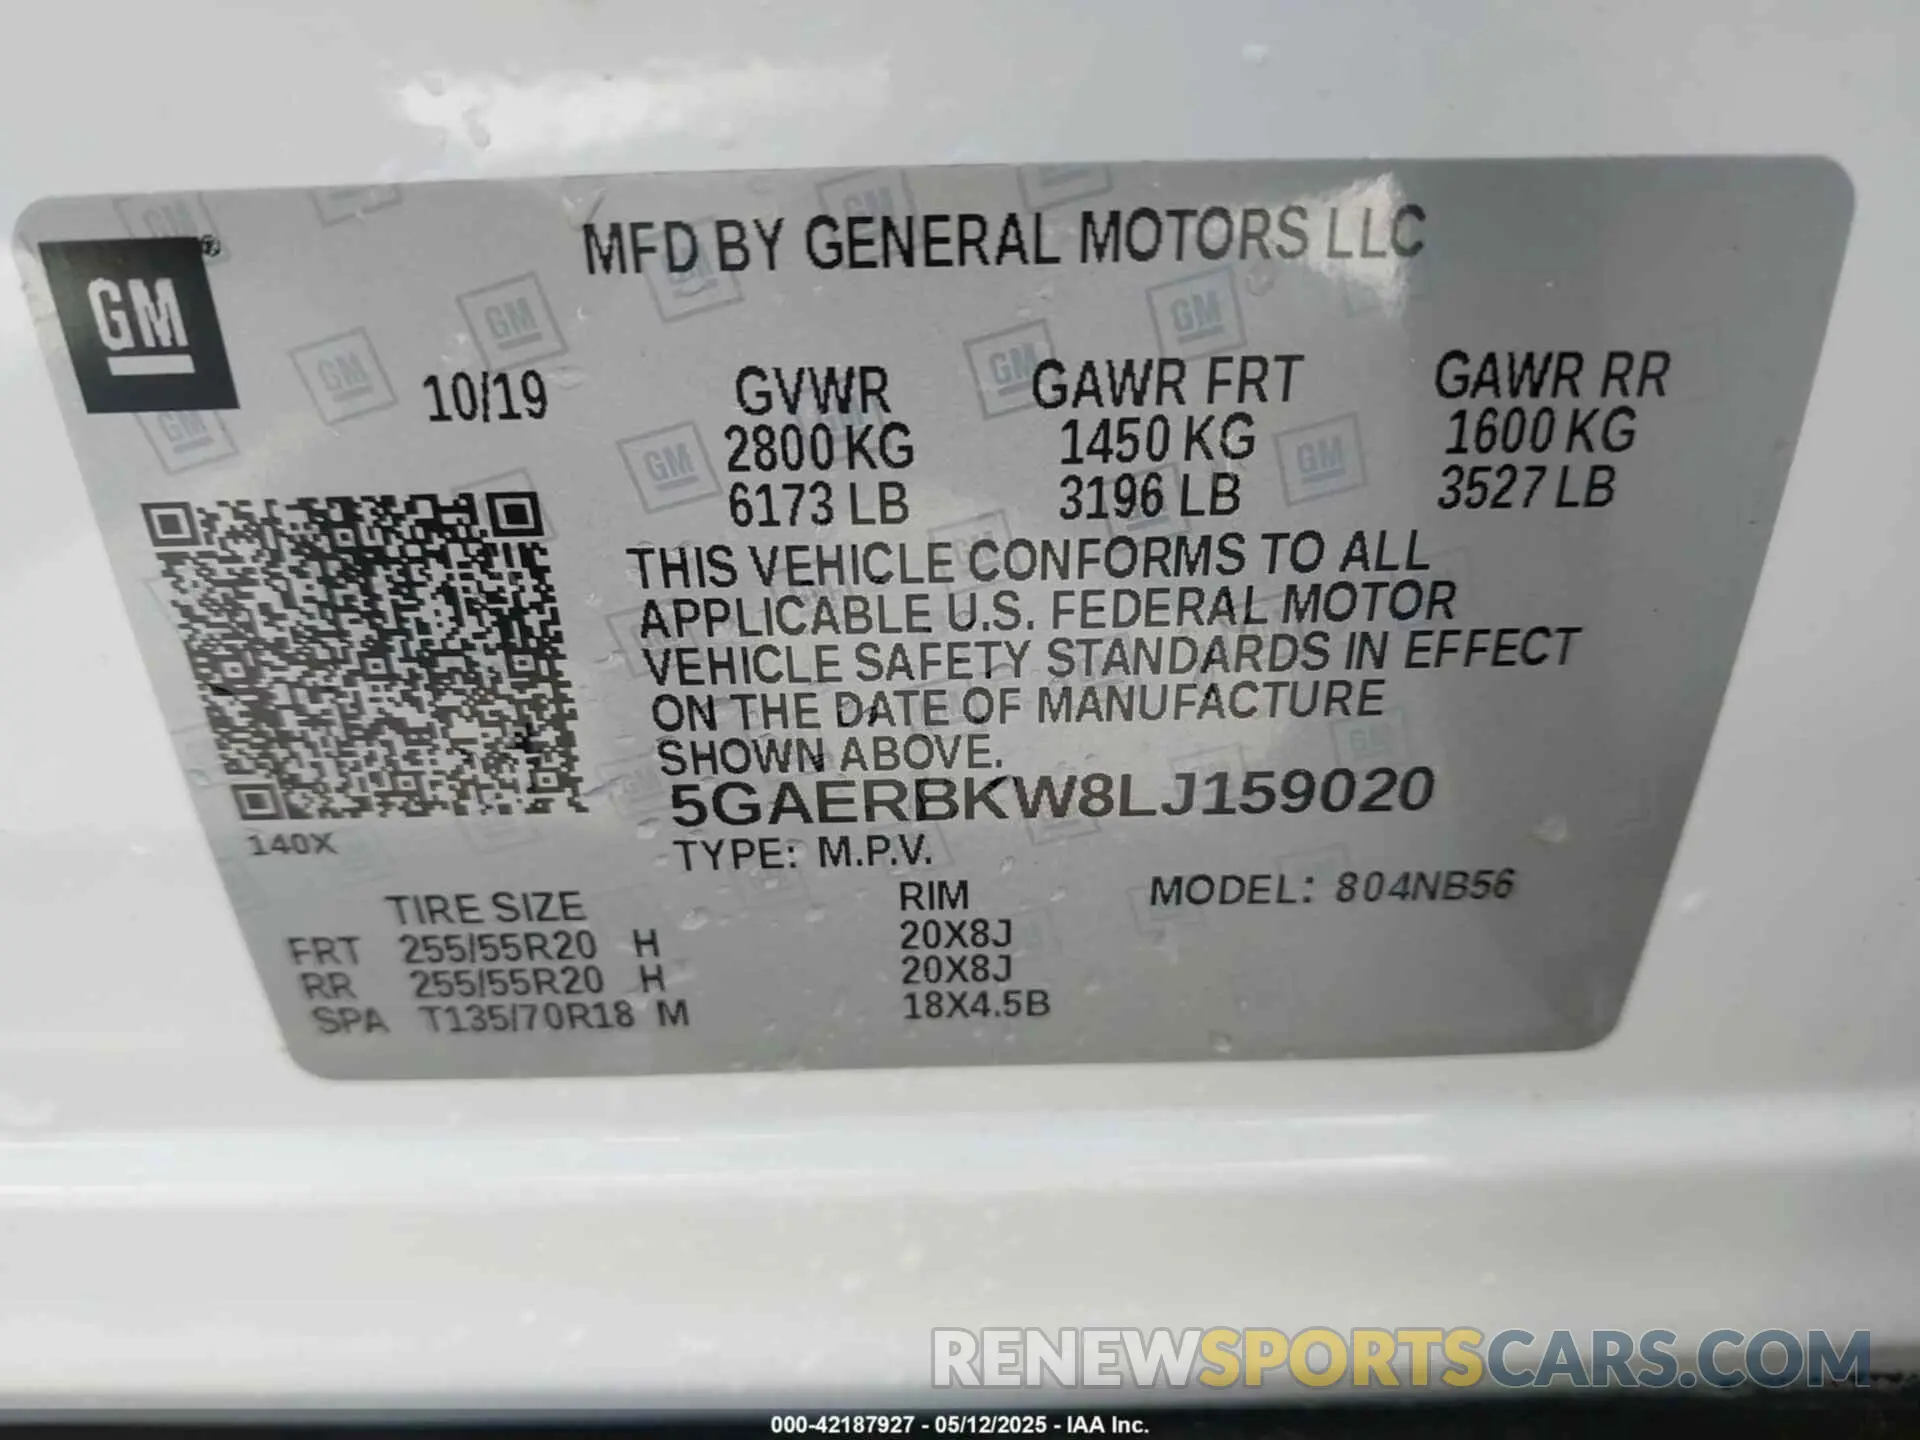 MFD BY GENERAL MOTORS LLC
GM®
10/19 GVWR GAWR FRT GAWR RR
2800 KG 1450 KG 1600 KG
6173 LB 3196 LB 3527 LB
THIS VEHICLE CONFORMS TO ALL
APPLICABLE U.S. FEDERAL MOTOR
VEHICLE SAFETY STANDARDS IN EFFECT
ON THE DATE OF MANUFACTURE
SHOWN ABOVE.
5GAERBKW8LJ159020
140X
TYPE: M.P.V.
TIRE SIZE RIM MODEL: 804NB56
FRT 255/55R20 H 20X8J
RR 255/55R20 H 20X8J
SPA T135/70R18 M 18X4.5B
RENEWSPORTSCARS.COM
000-42187927 - 05/12/2025 - IAA Inc.